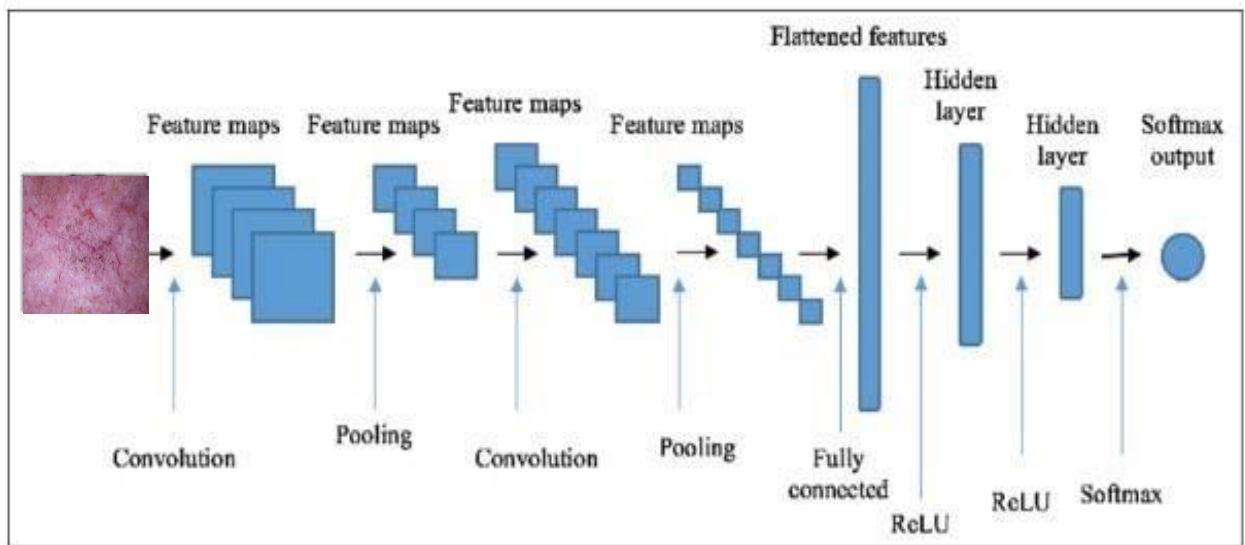 Flattened features
Hidden
layer
Feature maps
Feature maps
Feature maps
Feature maps
Hidden
layer
Softmax
output
Convolution
Pooling
Convolution
Pooling
Fully
connected
ReLU
ReLU
Softmax